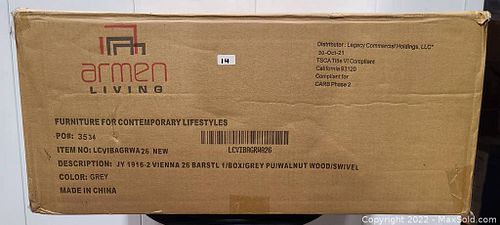 armen
LIVING
14
Distributor: Legacy Commercial Holdings, LLC"
20-Oct-21
TSCA Title VI Compliant
California 93120
Compliant for
CARB Phase 2
FURNITURE FOR CONTEMPORARY LIFESTYLES
PO#: 3534
ITEM NO: LCVIBAGRWA26_NEW
LCVIBAGRWA26
DESCRIPTION: JY 1916-2 VIENNA 26 BARSTL 1/BOX/GREY PU/WALNUT WOOD/SWIVEL
COLOR: GREY
MADE IN CHINA
Copyright 2022 - MaxSold.com